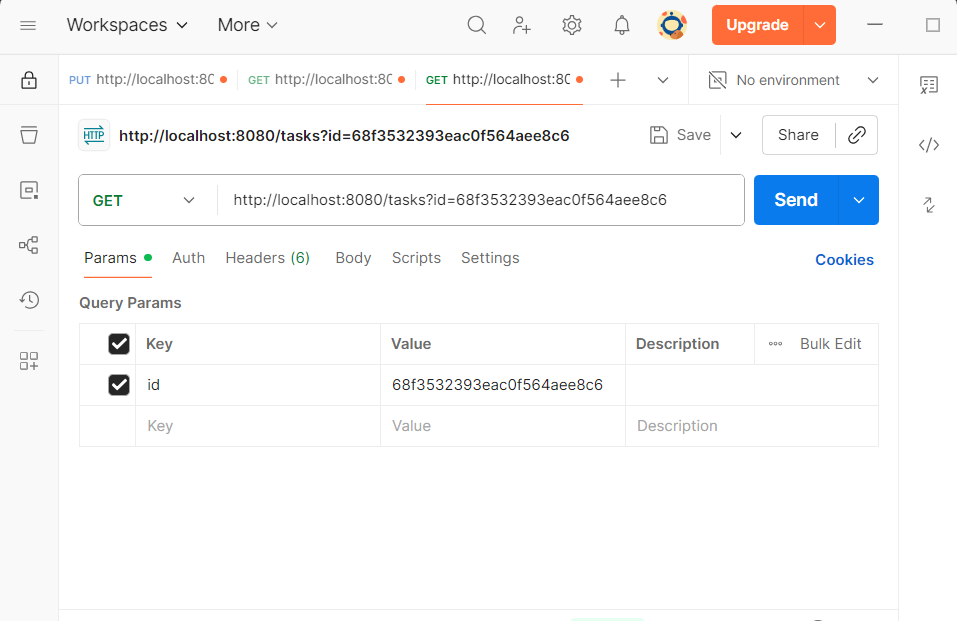 Workspaces More Upgrade
PUT http://localhost:80 GET http://localhost:80 GET http://localhost:80 No environment
HTTP http://localhost:8080/tasks?id=68f3532393eac0f564aee8c6 Save Share
GET http://localhost:8080/tasks?id=68f3532393eac0f564aee8c6 Send
Params Auth Headers (6) Body Scripts Settings Cookies
Query Params
Key Value Description Bulk Edit
id 68f3532393eac0f564aee8c6
Key Value Description